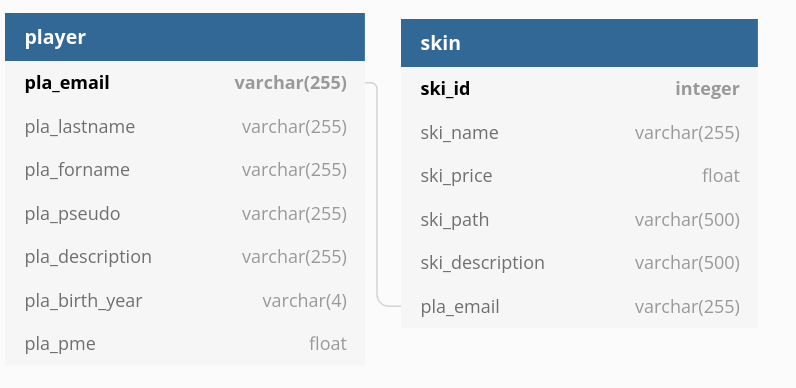 player
pla_email varchar(255)
pla_lastname varchar(255)
pla_forname varchar(255)
pla_pseudo varchar(255)
pla_description varchar(255)
pla_birth_year varchar(4)
pla_pme float
skin
ski_id integer
ski_name varchar(255)
ski_price float
ski_path varchar(500)
ski_description varchar(500)
pla_email varchar(255)